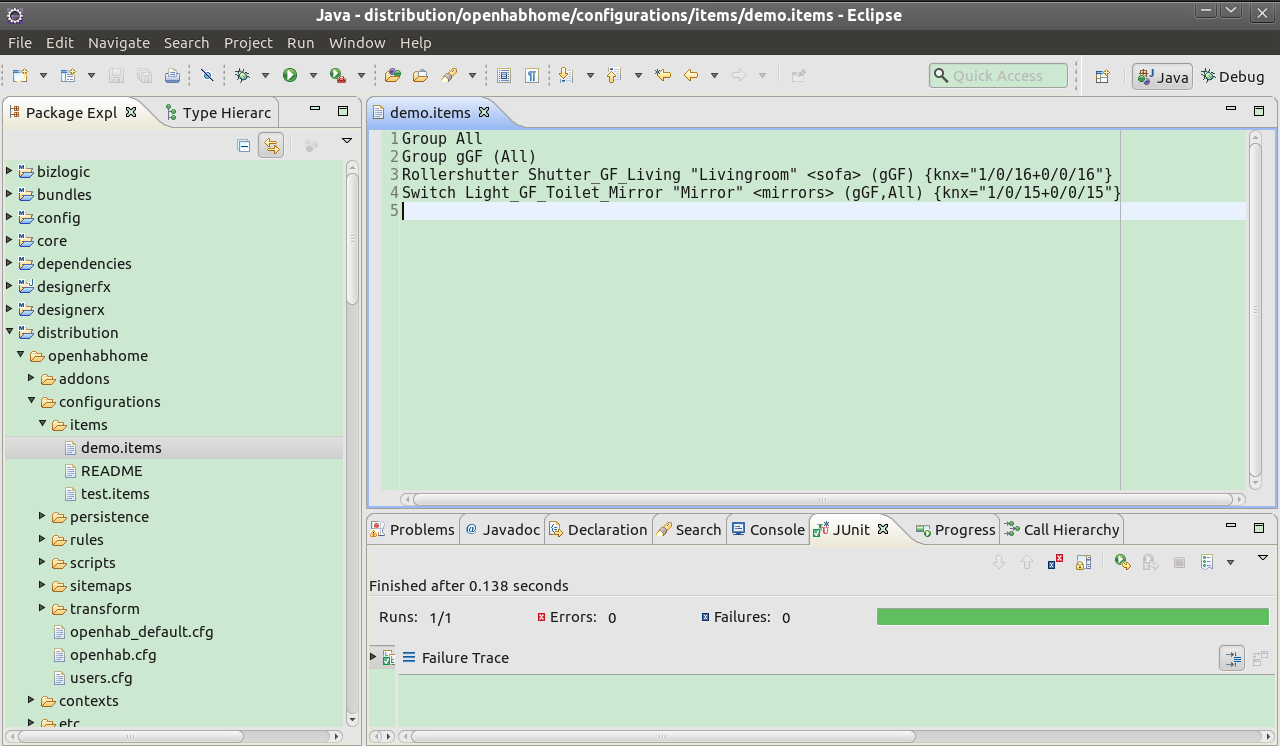 Java - distribution/openhabhome/configurations/items/demo.items - Eclipse
File Edit Navigate Search Project Run Window Help
Quick Access
Java
Debug
Package Expl
Type Hierarc
bizlogic
bundles
config
core
dependencies
designerfx
designerx
distribution
openhabhome
addons
configurations
items
demo.items
README
test.items
persistence
rules
scripts
sitemaps
transform
openhab_default.cfg
openhab.cfg
users.cfg
contexts
etc
demo.items
1 Group All
2 Group gGF (All)
3 Rollershutter Shutter_GF_Living "Livingroom" <sofa> (gGF) {knx="1/0/16+0/0/16"}
4 Switch Light_GF_Toilet_Mirror "Mirror" <mirrors> (gGF,All) {knx="1/0/15+0/0/15"}
5
Problems @ Javadoc Declaration Search Console JUnit Progress Call Hierarchy
Finished after 0.138 seconds
Runs: 1/1 Errors: 0 Failures: 0
Failure Trace